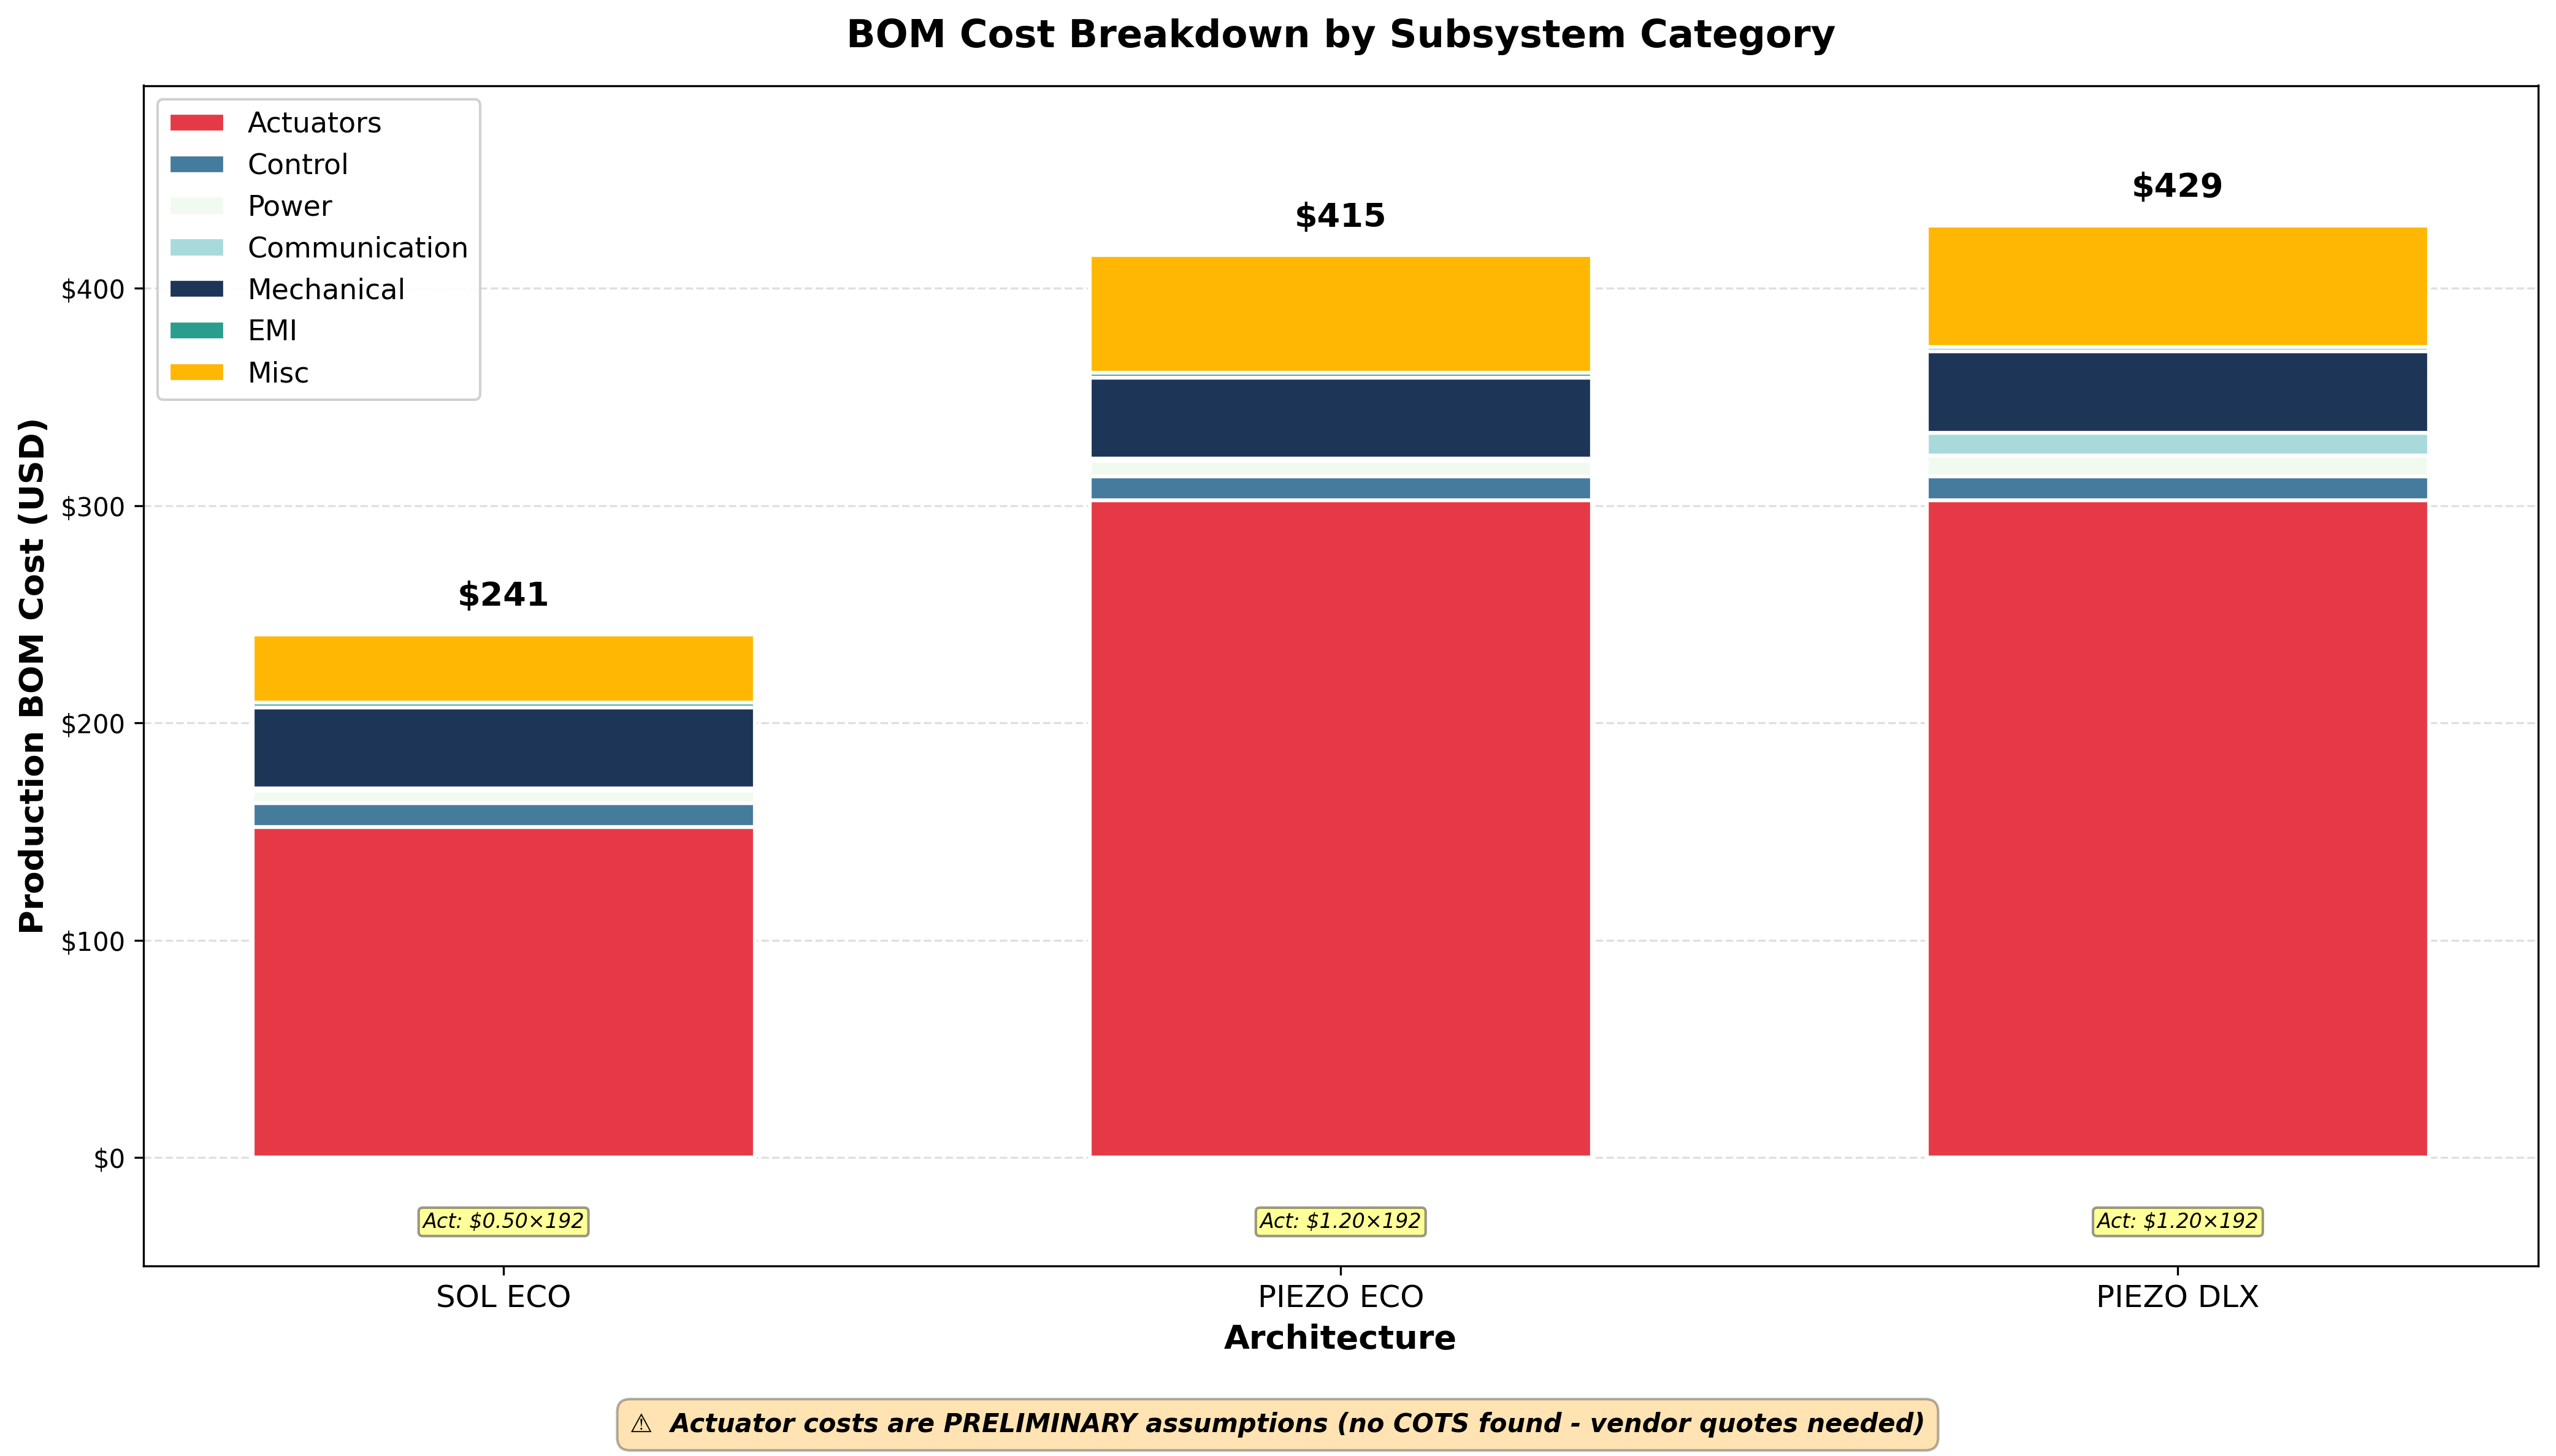 BOM Cost Breakdown by Subsystem Category
Actuators
Control
Power
Communication
Mechanical
EMI
Misc
Production BOM Cost (USD)
$400
$300
$200
$100
$0
$241
$415
$429
Act: $0.50×192
Act: $1.20×192
Act: $1.20×192
SOL ECO
PIEZO ECO
PIEZO DLX
Architecture
⚠ Actuator costs are PRELIMINARY assumptions (no COTS found - vendor quotes needed)